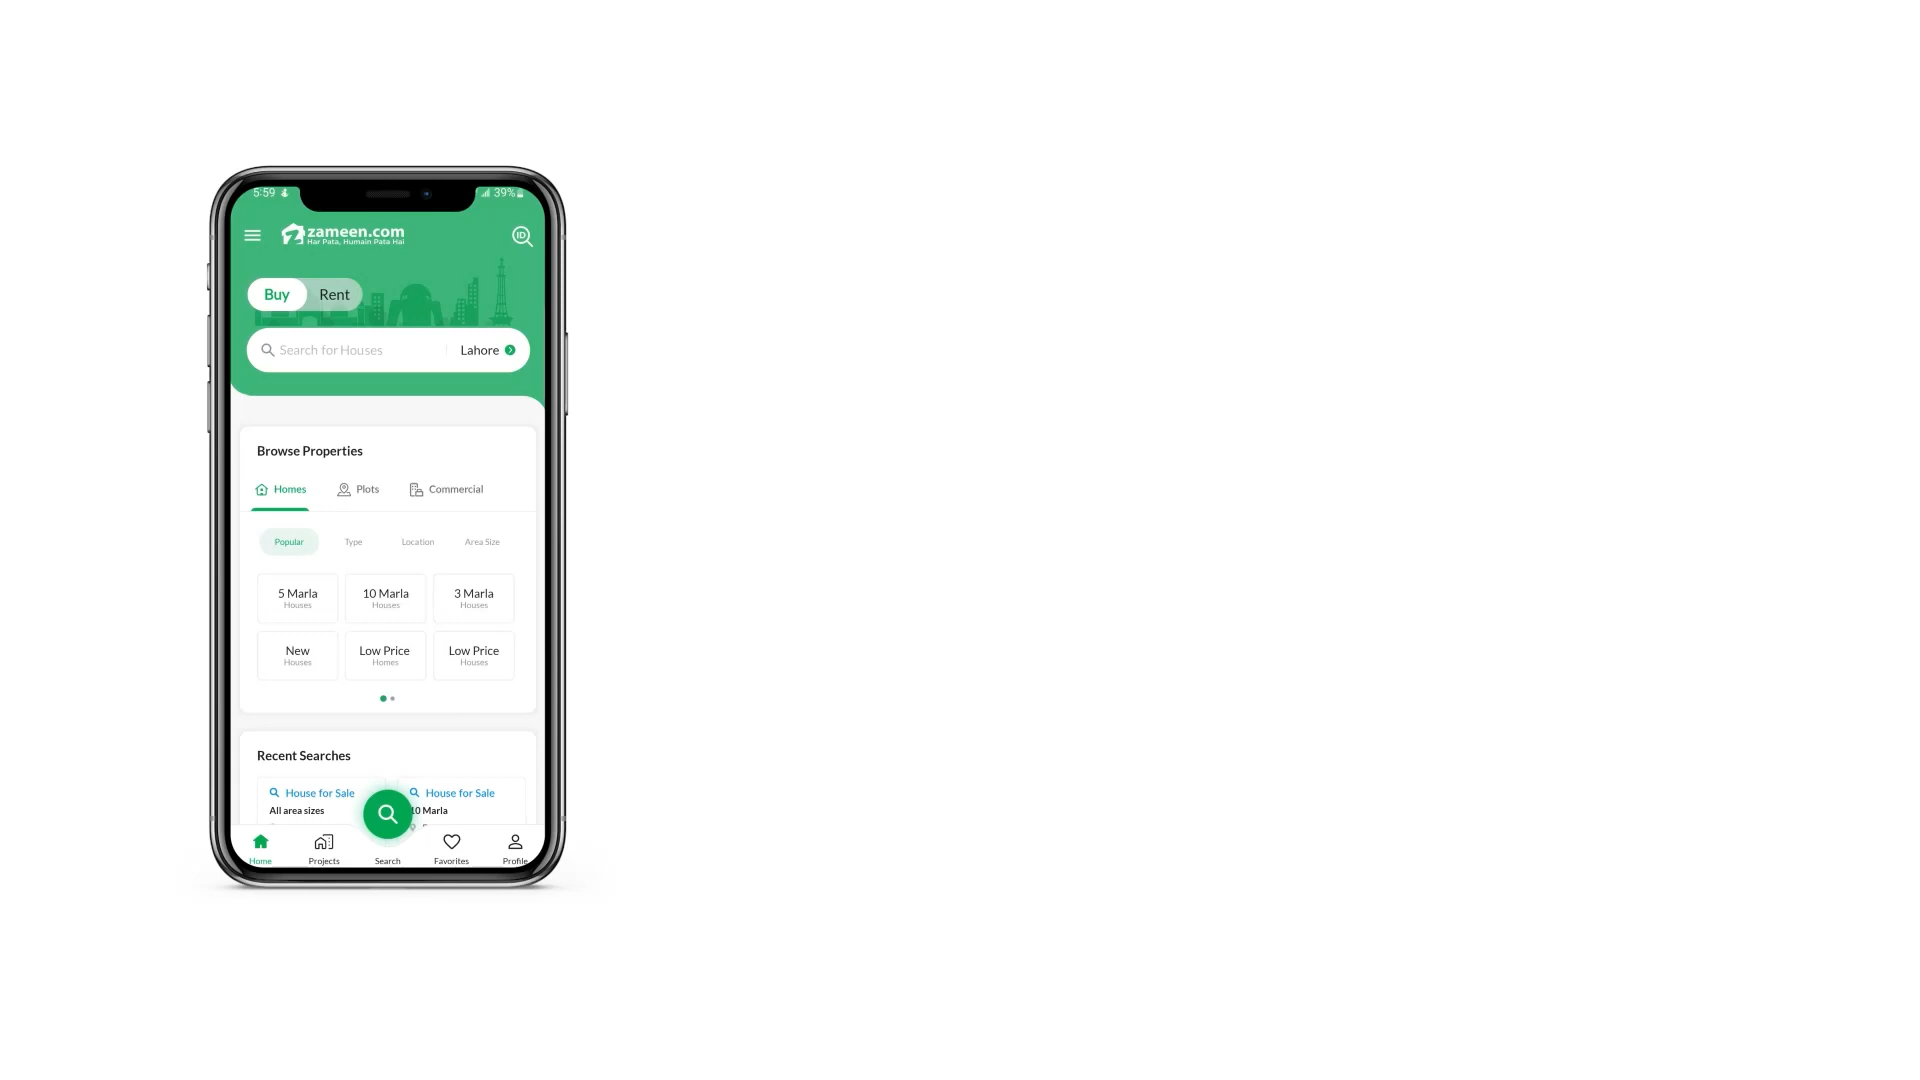 5:59
39%
zameen.com
Har Pata, Humain Pata Hai
ID
Buy Rent
Search for Houses Lahore
Browse Properties
Homes Plots Commercial
Popular Type Location Area Size
5 Marla 10 Marla 3 Marla
Houses Houses Houses
New Low Price Low Price
Houses Homes Houses
Recent Searches
House for Sale House for Sale
All area sizes 10 Marla
Home Projects Search Favorites Profile